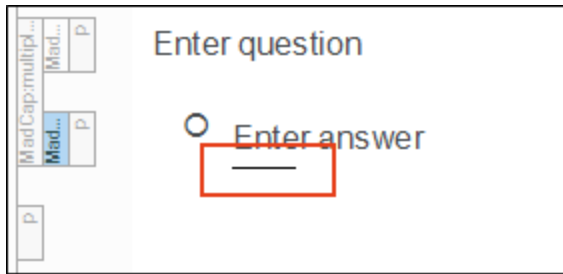 MadCap:multipl...
Mad...
p
Enter question
Mad...
p
Enter answer
p